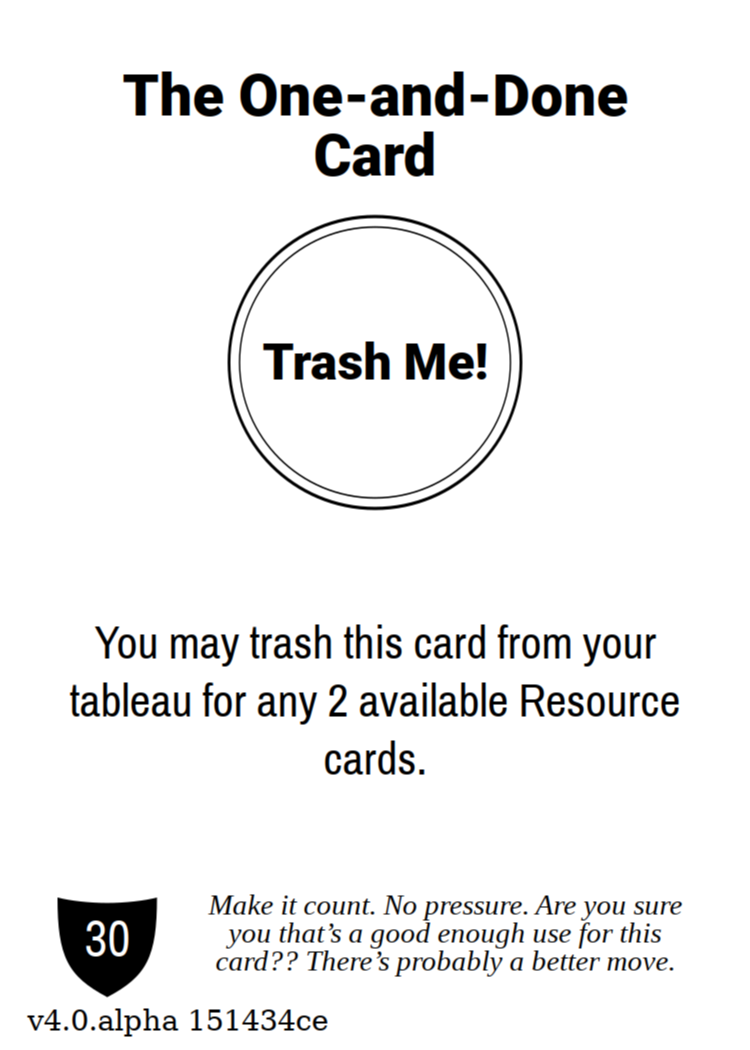 The One-and-Done
Card
Trash Me!
You may trash this card from your
tableau for any 2 available Resource
cards.
30
Make it count. No pressure. Are you sure
you that’s a good enough use for this
card?? There’s probably a better move.
v4.0.alpha 151434ce